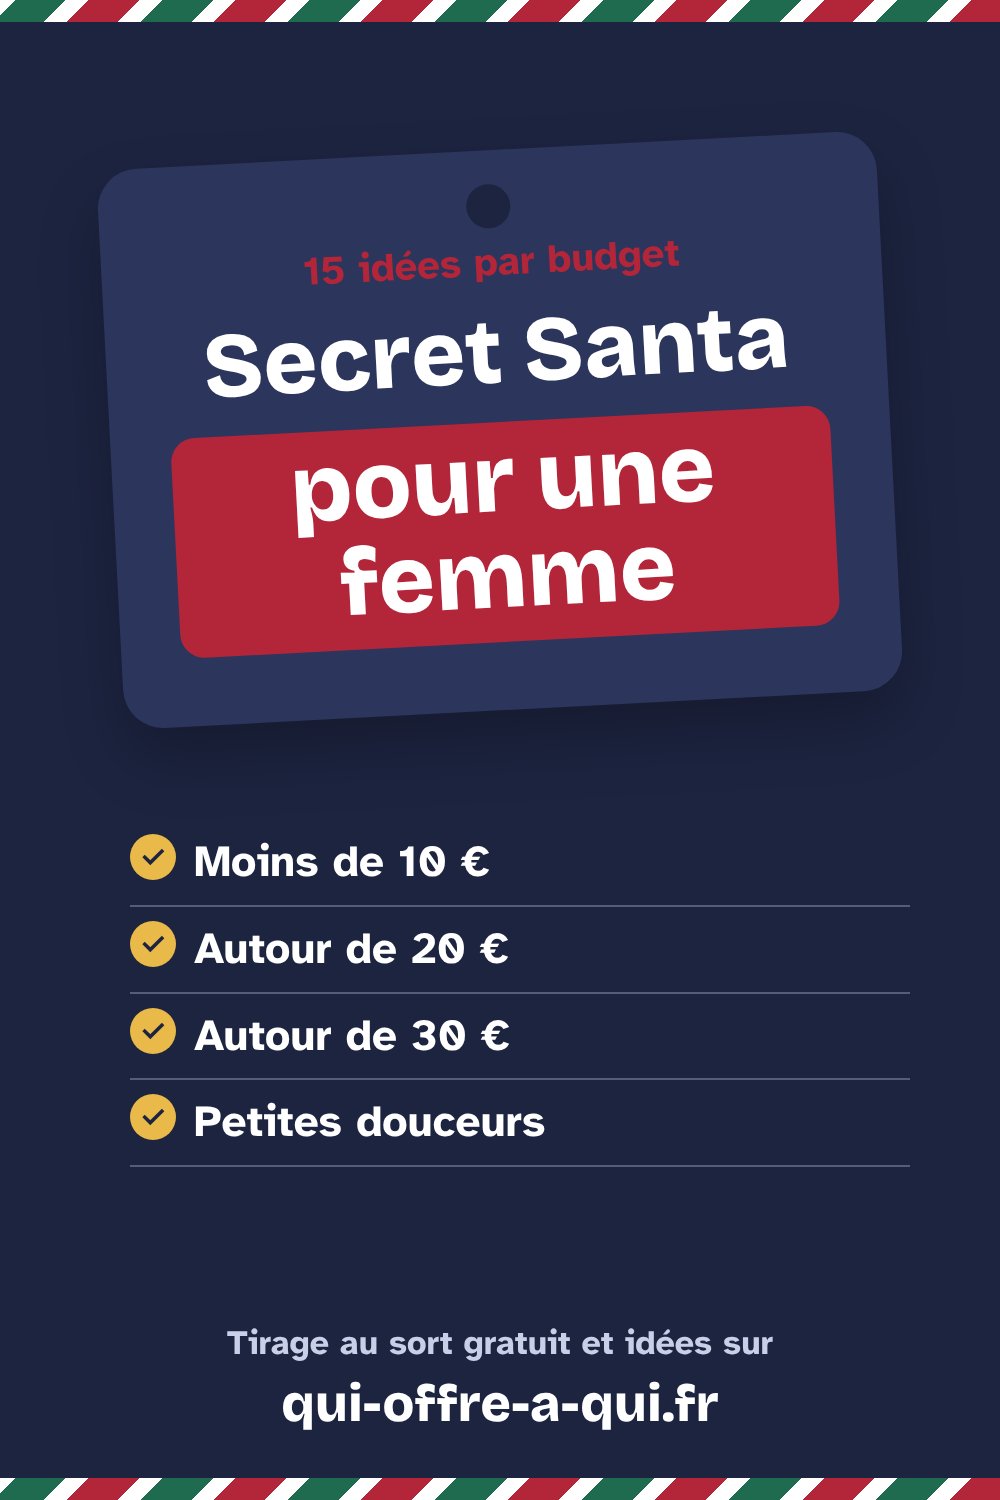 15 idées par budget
Secret Santa
pour une
femme
Moins de 10 €
Autour de 20 €
Autour de 30 €
Petites douceurs
Tirage au sort gratuit et idées sur
qui-offre-a-qui.fr